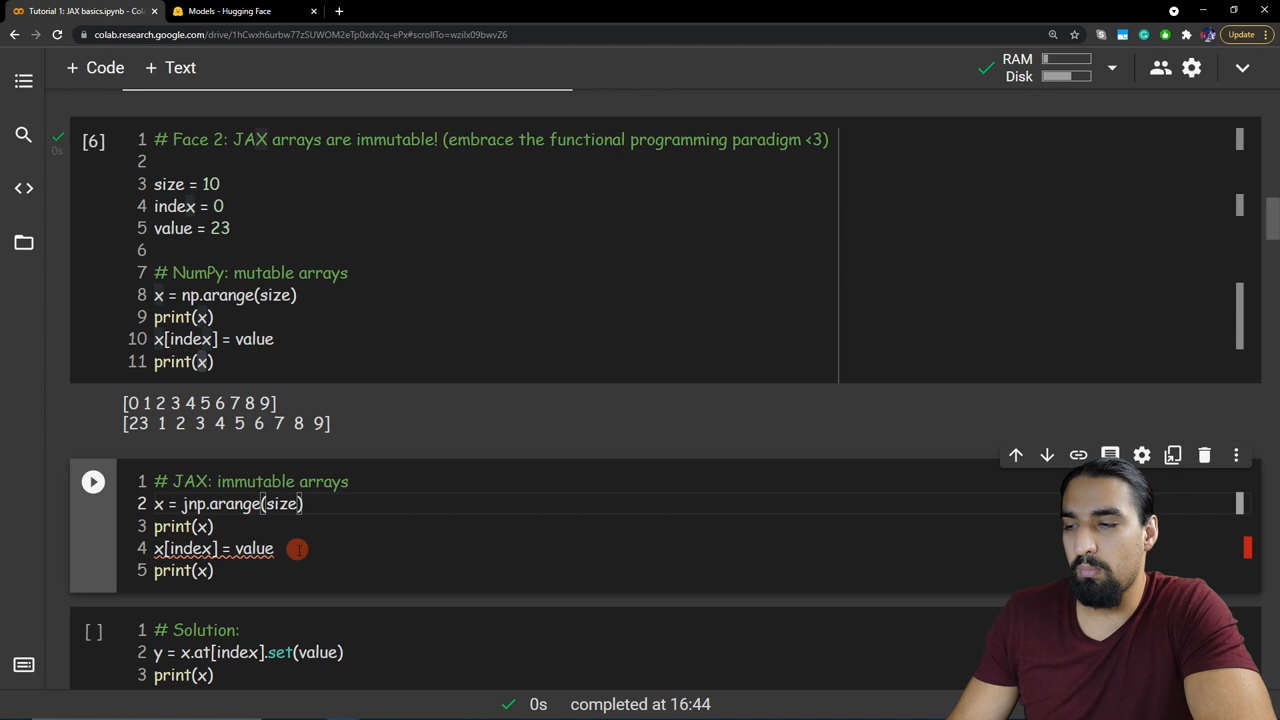 Tutorial 1: JAX basics.ipynb - Col
Models - Hugging Face
colab.research.google.com/drive/1hCwxh6urbw77zSUWOM2eTp0xdv2q-ePx#scrollTo=wzilx09bwvZ6
Update
+ Code + Text
RAM
Disk
[6]
0s
1 # Face 2: JAX arrays are immutable! (embrace the functional programming paradigm <3)
2
3 size = 10
4 index = 0
5 value = 23
6
7 # NumPy: mutable arrays
8 x = np.arange(size)
9 print(x)
10 x[index] = value
11 print(x)
[0 1 2 3 4 5 6 7 8 9]
[23 1 2 3 4 5 6 7 8 9]
1 # JAX: immutable arrays
2 x = jnp.arange(size)
3 print(x)
4 x[index] = value
5 print(x)
[ ]
1 # Solution:
2 y = x.at[index].set(value)
3 print(x)
0s completed at 16:44